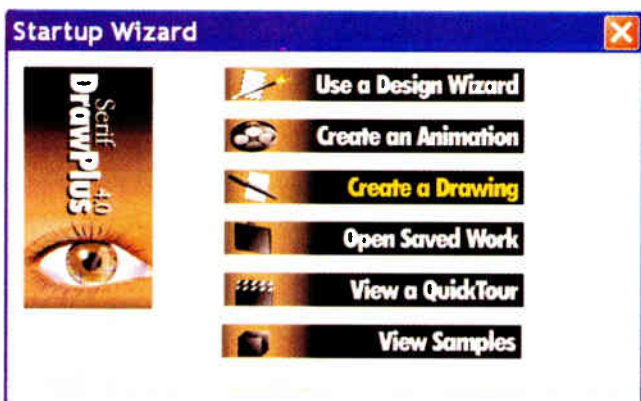 Startup Wizard
Serif
DrawPlus 4.0
Use a Design Wizard
Create an Animation
Create a Drawing
Open Saved Work
View a QuickTour
View Samples